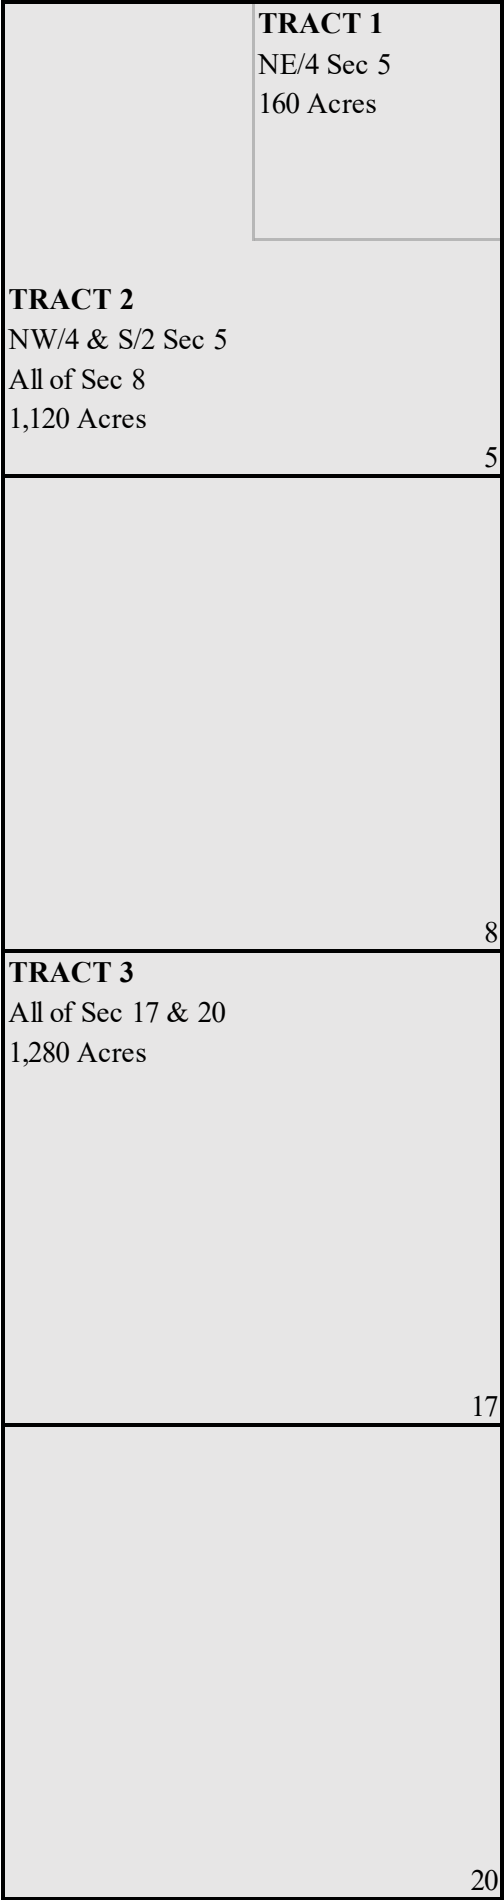 TRACT 1
NE/4 Sec 5
160 Acres
TRACT 2
NW/4 & S/2 Sec 5
All of Sec 8
1,120 Acres
5
8
TRACT 3
All of Sec 17 & 20
1,280 Acres
17
20